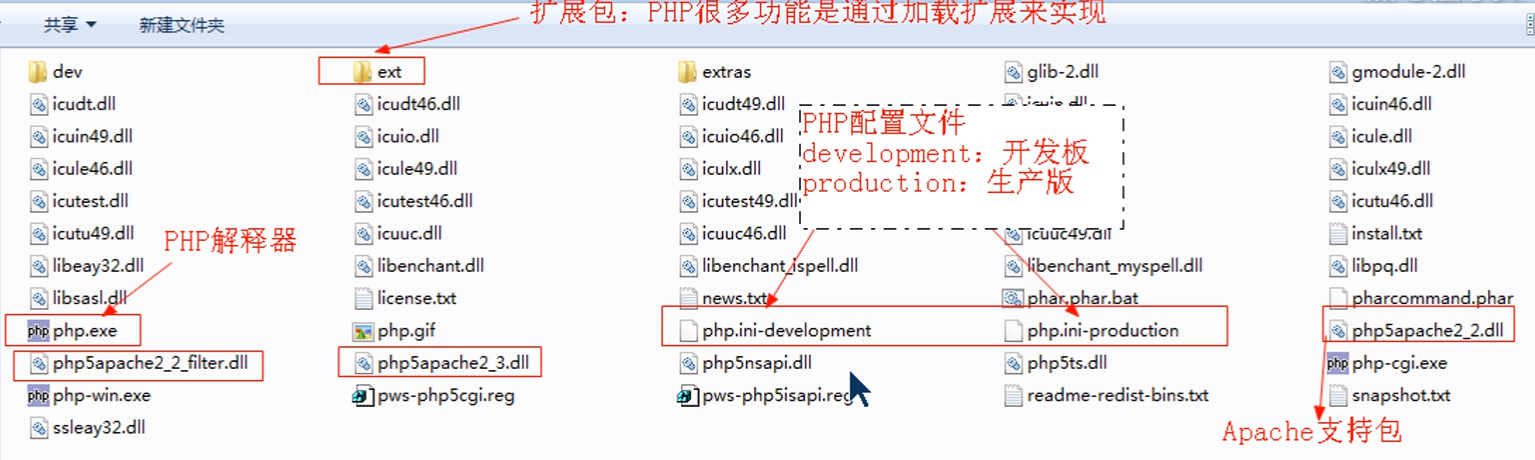 扩展包：PHP很多功能是通过加载扩展来实现
共享 新建文件夹
dev ext extras glib-2.dll gmodule-2.dll
icudt.dll icudt46.dll icudt49.dll icuin46.dll
PHP配置文件
development：开发板
production：生产版
icuin49.dll icuio.dll icuio46.dll icule.dll
icule46.dll icule49.dll iculx.dll iculx49.dll
icutest.dll icutest46.dll icutest49.dll icutu46.dll
icutu49.dll icuuc.dll icuuc46.dll icuuc49.dll install.txt
PHP解释器
libeay32.dll libenchant.dll libenchant_ispell.dll libenchant_myspell.dll libpq.dll
libsasl.dll license.txt news.txt phar.phar.bat pharcommand.phar
php.exe php.gif php.ini-development php.ini-production php5apache2_2.dll
php5apache2_2_filter.dll php5apache2_3.dll php5nsapi.dll php5ts.dll php-cgi.exe
php-win.exe pws-php5cgi.reg pws-php5isapi.reg readme-redist-bins.txt snapshot.txt
ssleay32.dll
Apache支持包